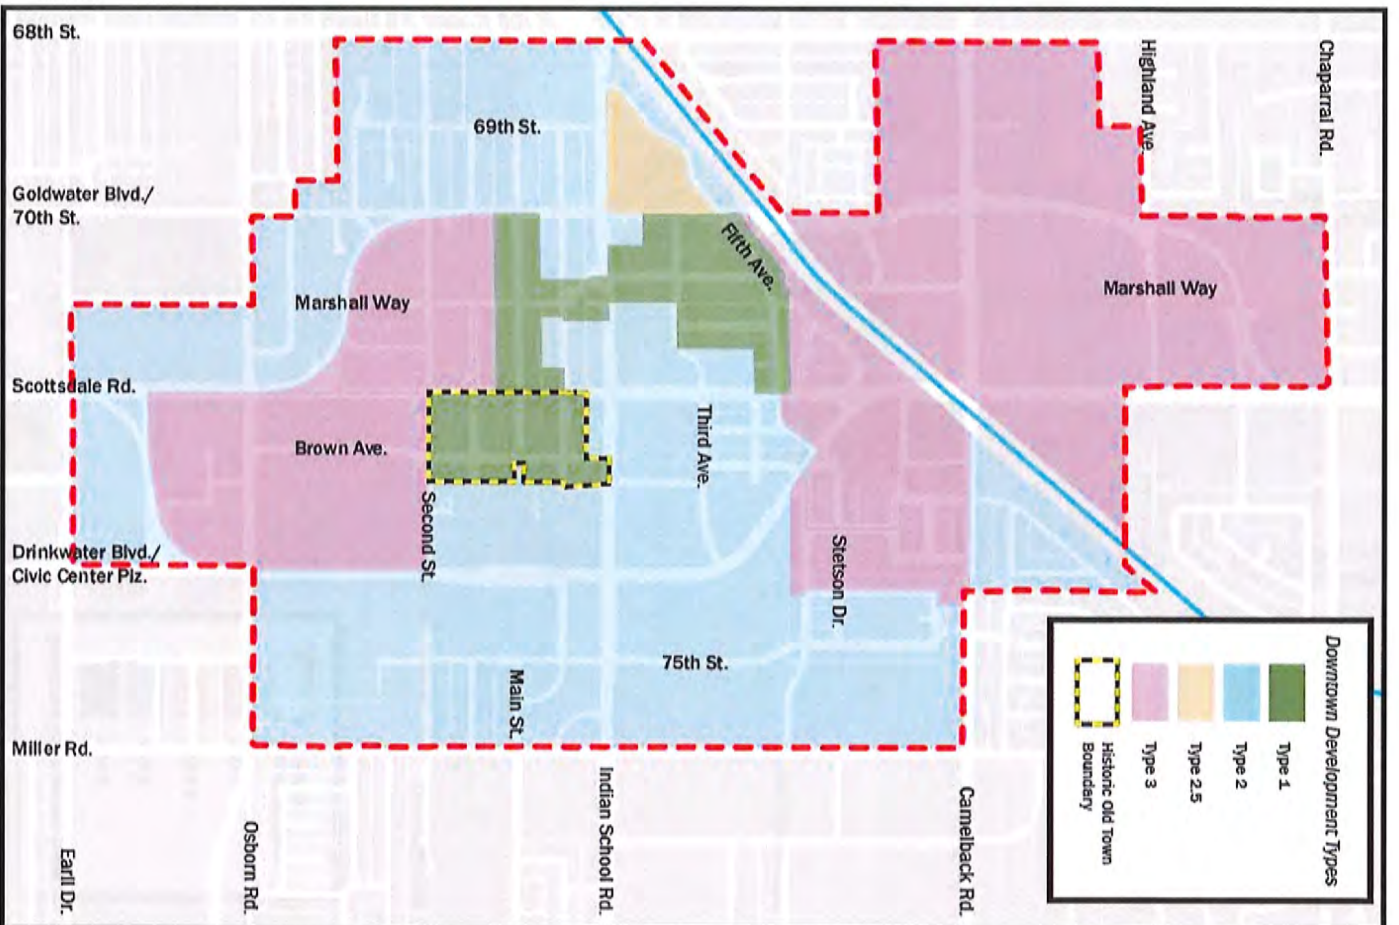 68th St.
Highland Ave.
Chaparral Rd.
69th St.
Goldwater Blvd./
70th St.
Fifth Ave.
Marshall Way
Marshall Way
Scottsdale Rd.
Third Ave.
Brown Ave.
Second St.
Drinkwater Blvd./
Civic Center Plz.
Stetson Dr.
75th St.
Main St.
Miller Rd.
Indian School Rd.
Camelback Rd.
Osborn Rd.
Earll Dr.
Downtown Development Types
Type 1
Type 2
Type 2.5
Type 3
Historic Old Town
Boundary